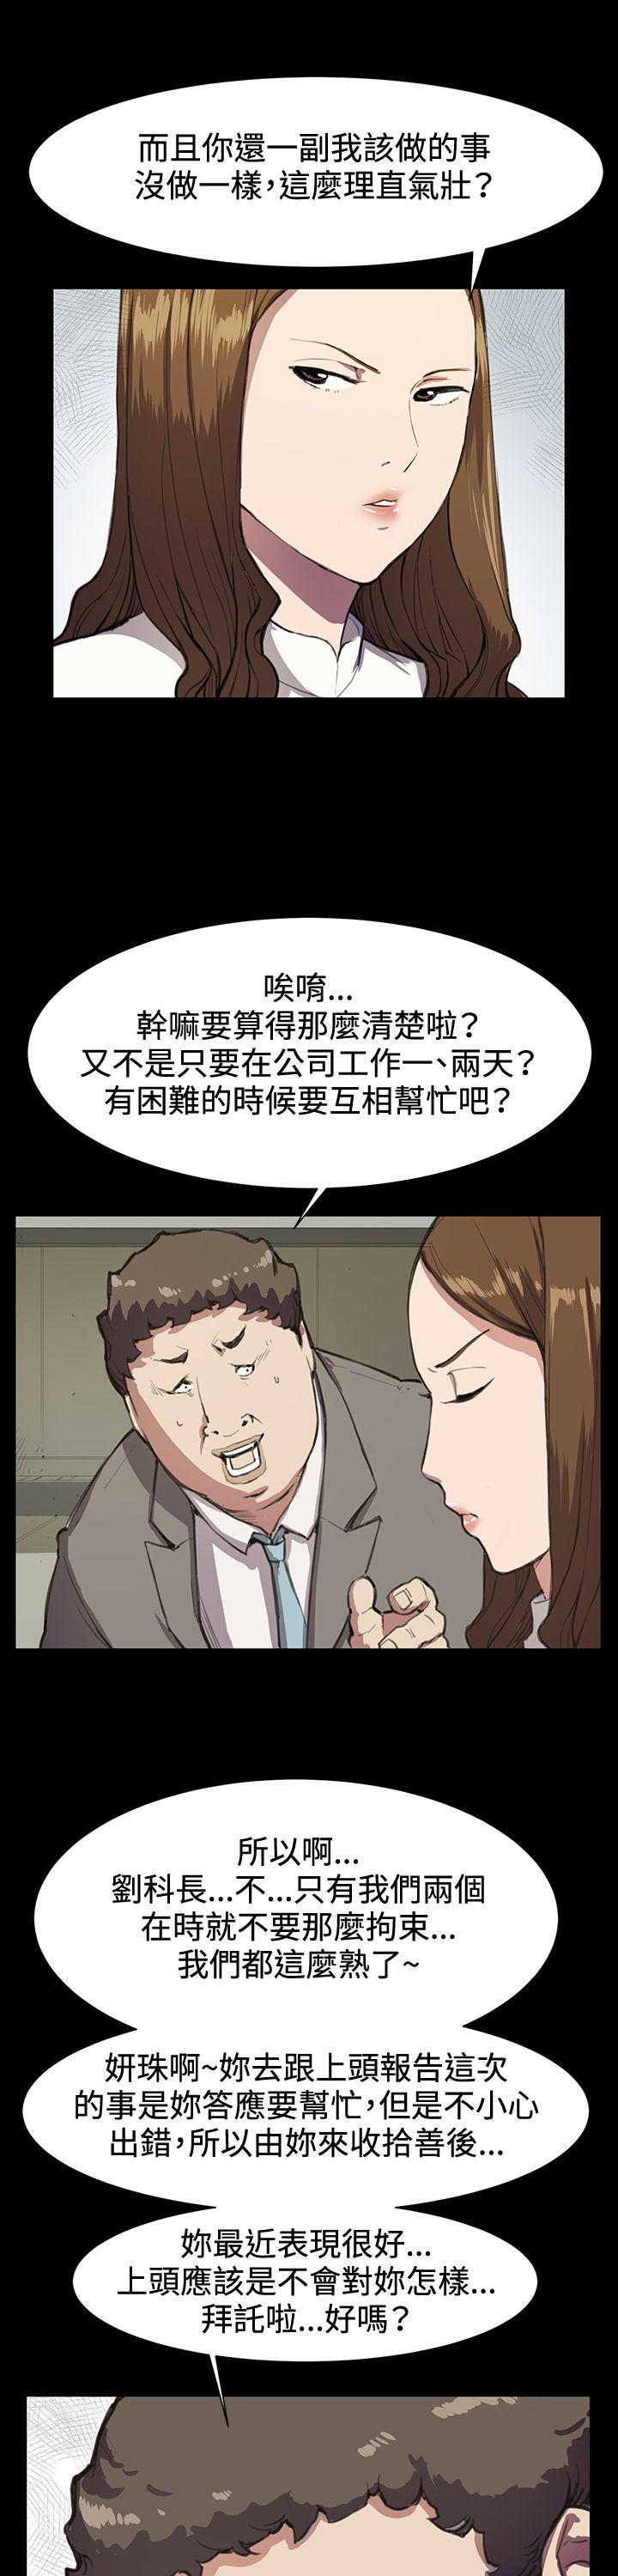 而且你還一副我該做的事
沒做一樣，這麼理直氣壯？
唉唷…
幹嘛要算得那麼清楚啦？
又不是只要在公司工作一、兩天？
有困難的時候要互相幫忙吧？
所以啊…
劉科長…不…只有我們兩個
在時就不要那麼拘束…
我們都這麼熟了~
妍珠啊~妳去跟上頭報告這次
的事是妳答應要幫忙，但是不小心
出錯，所以由妳來收拾善後…
妳最近表現很好…
上頭應該是不會對妳怎樣…
拜託啦…好嗎？